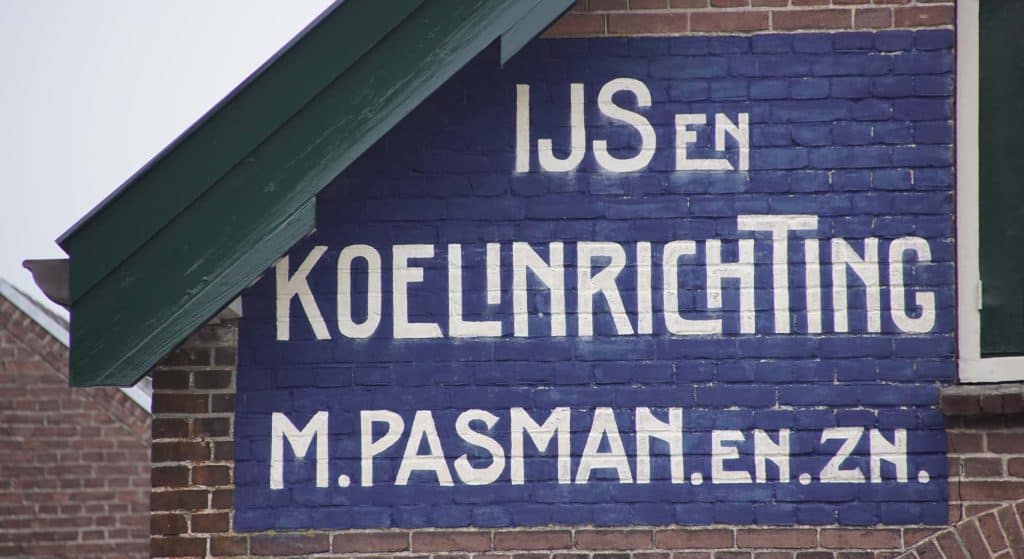 IJS EN
KOELINRICHTING
M.PASMAN.EN.ZN.